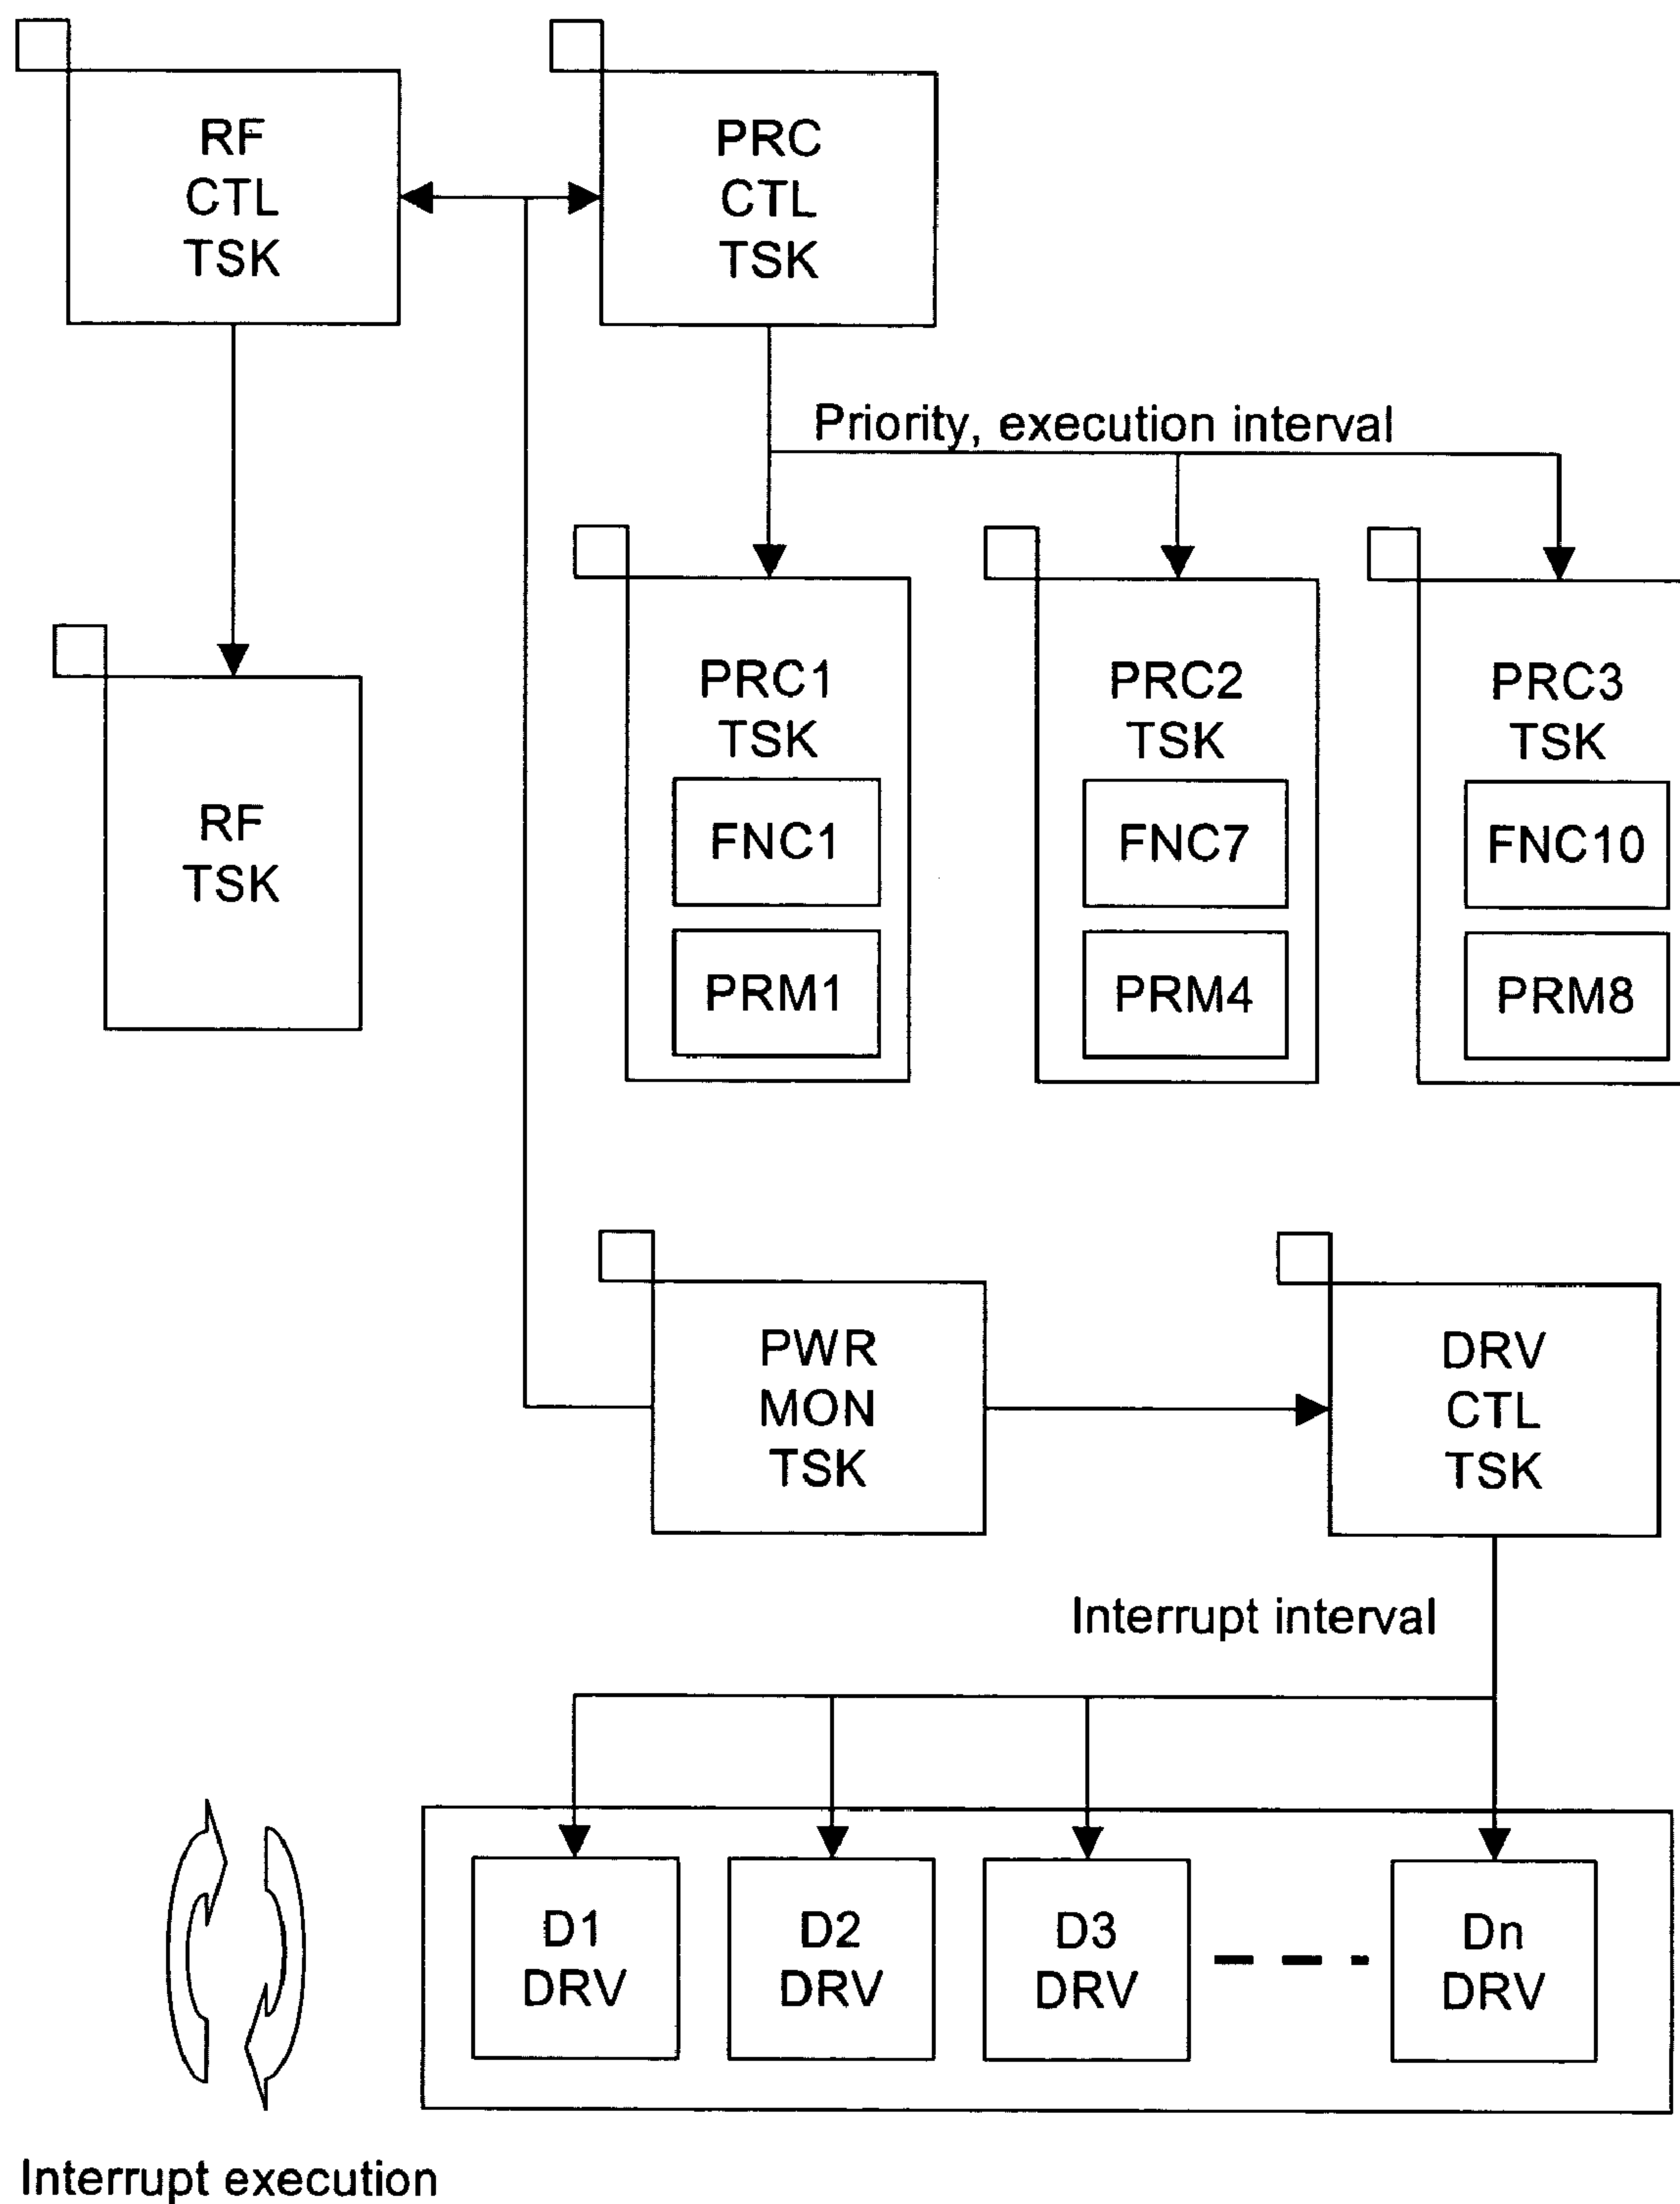 RF
CTL
TSK
PRC
CTL
TSK
Priority, execution interval
RF
TSK
PRC1
TSK
FNC1
PRM1
PRC2
TSK
FNC7
PRM4
PRC3
TSK
FNC10
PRM8
PWR
MON
TSK
DRV
CTL
TSK
Interrupt interval
D1
DRV
D2
DRV
D3
DRV
Dn
DRV
Interrupt execution